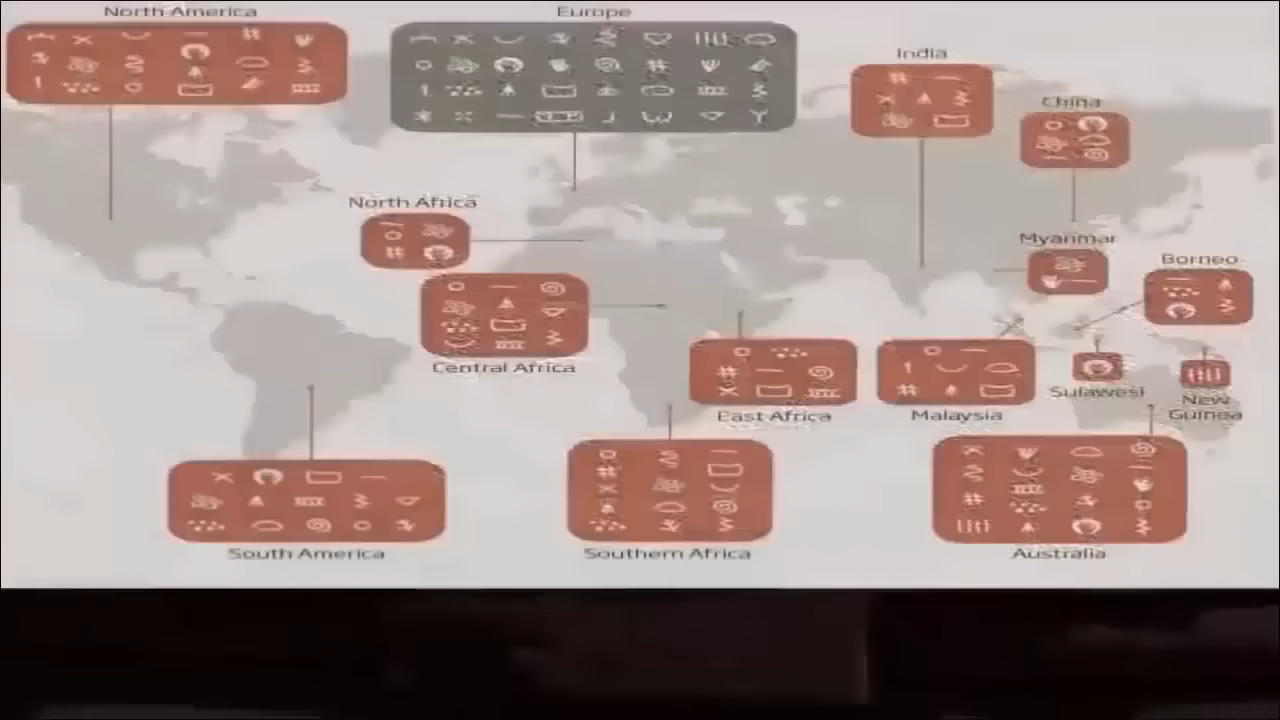 North America
Europe
India
China
North Africa
Myanmar
Borneo
Central Africa
East Africa
Malaysia
Sulawesi
New
Guinea
South America
Southern Africa
Australia